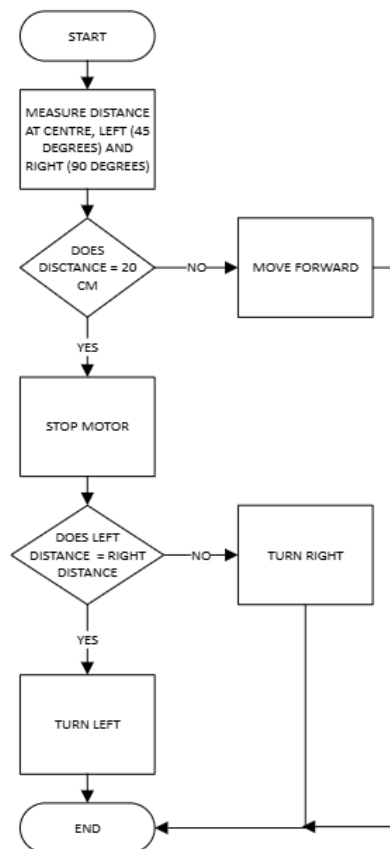 START
MEASURE DISTANCE
AT CENTRE, LEFT (45
DEGREES) AND
RIGHT (90 DEGREES)
DOES
DISCTANCE = 20
CM
NO
MOVE FORWARD
YES
STOP MOTOR
DOES LEFT
DISTANCE = RIGHT
DISTANCE
NO
TURN RIGHT
YES
TURN LEFT
END